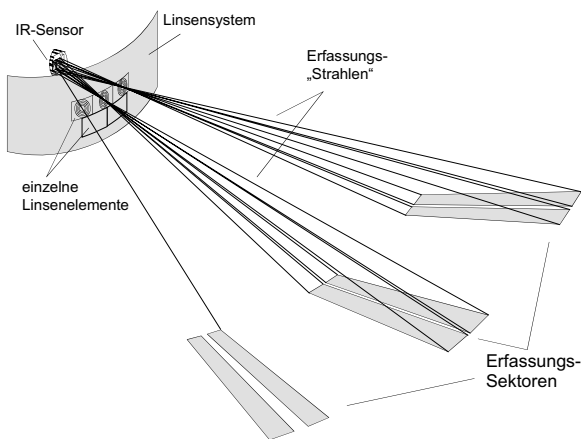 IR-Sensor
Linsensystem
Erfassungs-
„Strahlen“
einzelne
Linsenelemente
Erfassungs-
Sektoren